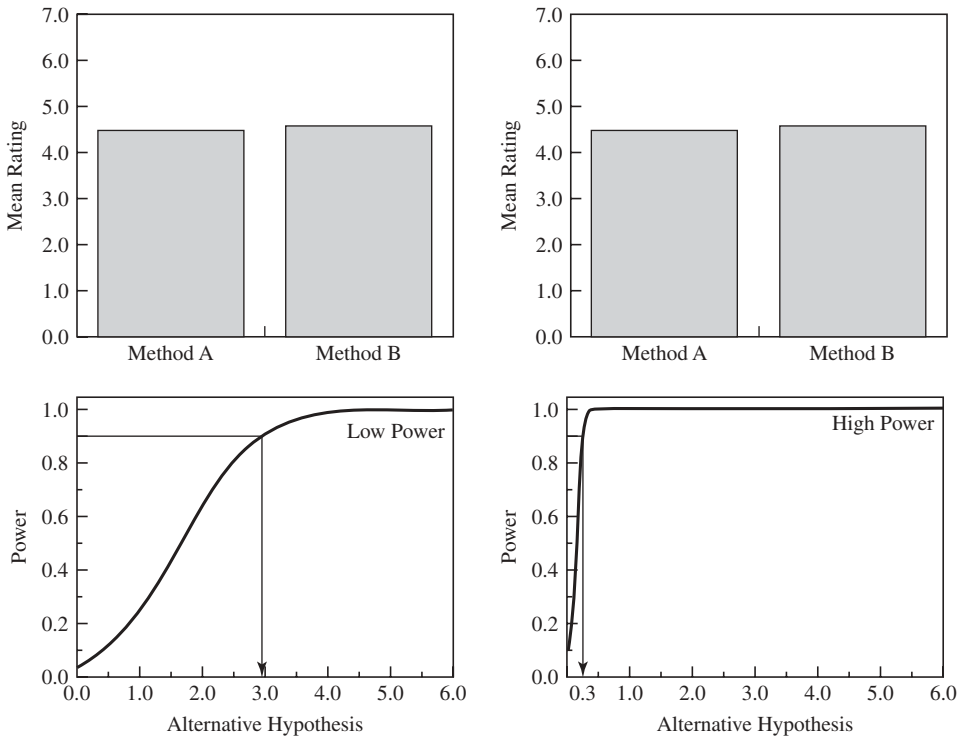 7.0
6.0
5.0
4.0
3.0
2.0
1.0
0.0
Mean Rating
Method A Method B
7.0
6.0
5.0
4.0
3.0
2.0
1.0
0.0
Mean Rating
Method A Method B
1.0
0.8
0.6
0.4
0.2
0.0
Power
Low Power
0.0 1.0 2.0 3.0 4.0 5.0 6.0
Alternative Hypothesis
1.0
0.8
0.6
0.4
0.2
0.0
Power
High Power
0.3 1.0 2.0 3.0 4.0 5.0 6.0
Alternative Hypothesis